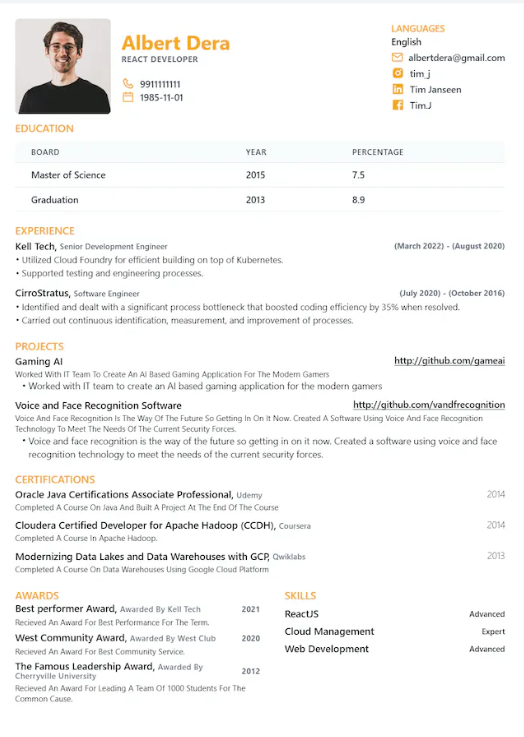 Albert Dera
REACT DEVELOPER
9911111111
1985-11-01
LANGUAGES
English
albertdera@gmail.com
tim_j
Tim Janseen
Tim.J
EDUCATION
BOARD YEAR PERCENTAGE
Master of Science 2015 7.5
Graduation 2013 8.9
EXPERIENCE
Kell Tech, Senior Development Engineer (March 2022) - (August 2020)
• Utilized Cloud Foundry for efficient building on top of Kubernetes.
• Supported testing and engineering processes.
CirroStratus, Software Engineer (July 2020) - (October 2016)
• Identified and dealt with a significant process bottleneck that boosted coding efficiency by 35% when resolved.
• Carried out continuous identification, measurement, and improvement of processes.
PROJECTS
Gaming AI http://github.com/gameai
Worked With IT Team To Create An AI Based Gaming Application For The Modern Gamers
• Worked with IT team to create an AI based gaming application for the modern gamers
Voice and Face Recognition Software http://github.com/vandfrecognition
Voice And Face Recognition Is The Way Of The Future So Getting In On It Now. Created A Software Using Voice And Face Recognition
Technology To Meet The Needs Of The Current Security Forces.
• Voice and face recognition is the way of the future so getting in on it now. Created a software using voice and face
recognition technology to meet the needs of the current security forces.
CERTIFICATIONS
Oracle Java Certifications Associate Professional, Udemy 2014
Completed A Course On Java And Built A Project At The End Of The Course
Cloudera Certified Developer for Apache Hadoop (CCDH), Coursera 2014
Completed A Course In Apache Hadoop.
Modernizing Data Lakes and Data Warehouses with GCP, Qwiklabs 2013
Completed A Course On Data Warehouses Using Google Cloud Platform
AWARDS
Best performer Award, Awarded By Kell Tech 2021
Recieved An Award For Best Performance For The Term.
West Community Award, Awarded By West Club 2020
Recieved An Award For Best Community Service.
The Famous Leadership Award, Awarded By 2012
Cherryville University
Recieved An Award For Leading A Team Of 1000 Students For The
Common Cause.
SKILLS
ReactJS Advanced
Cloud Management Expert
Web Development Advanced